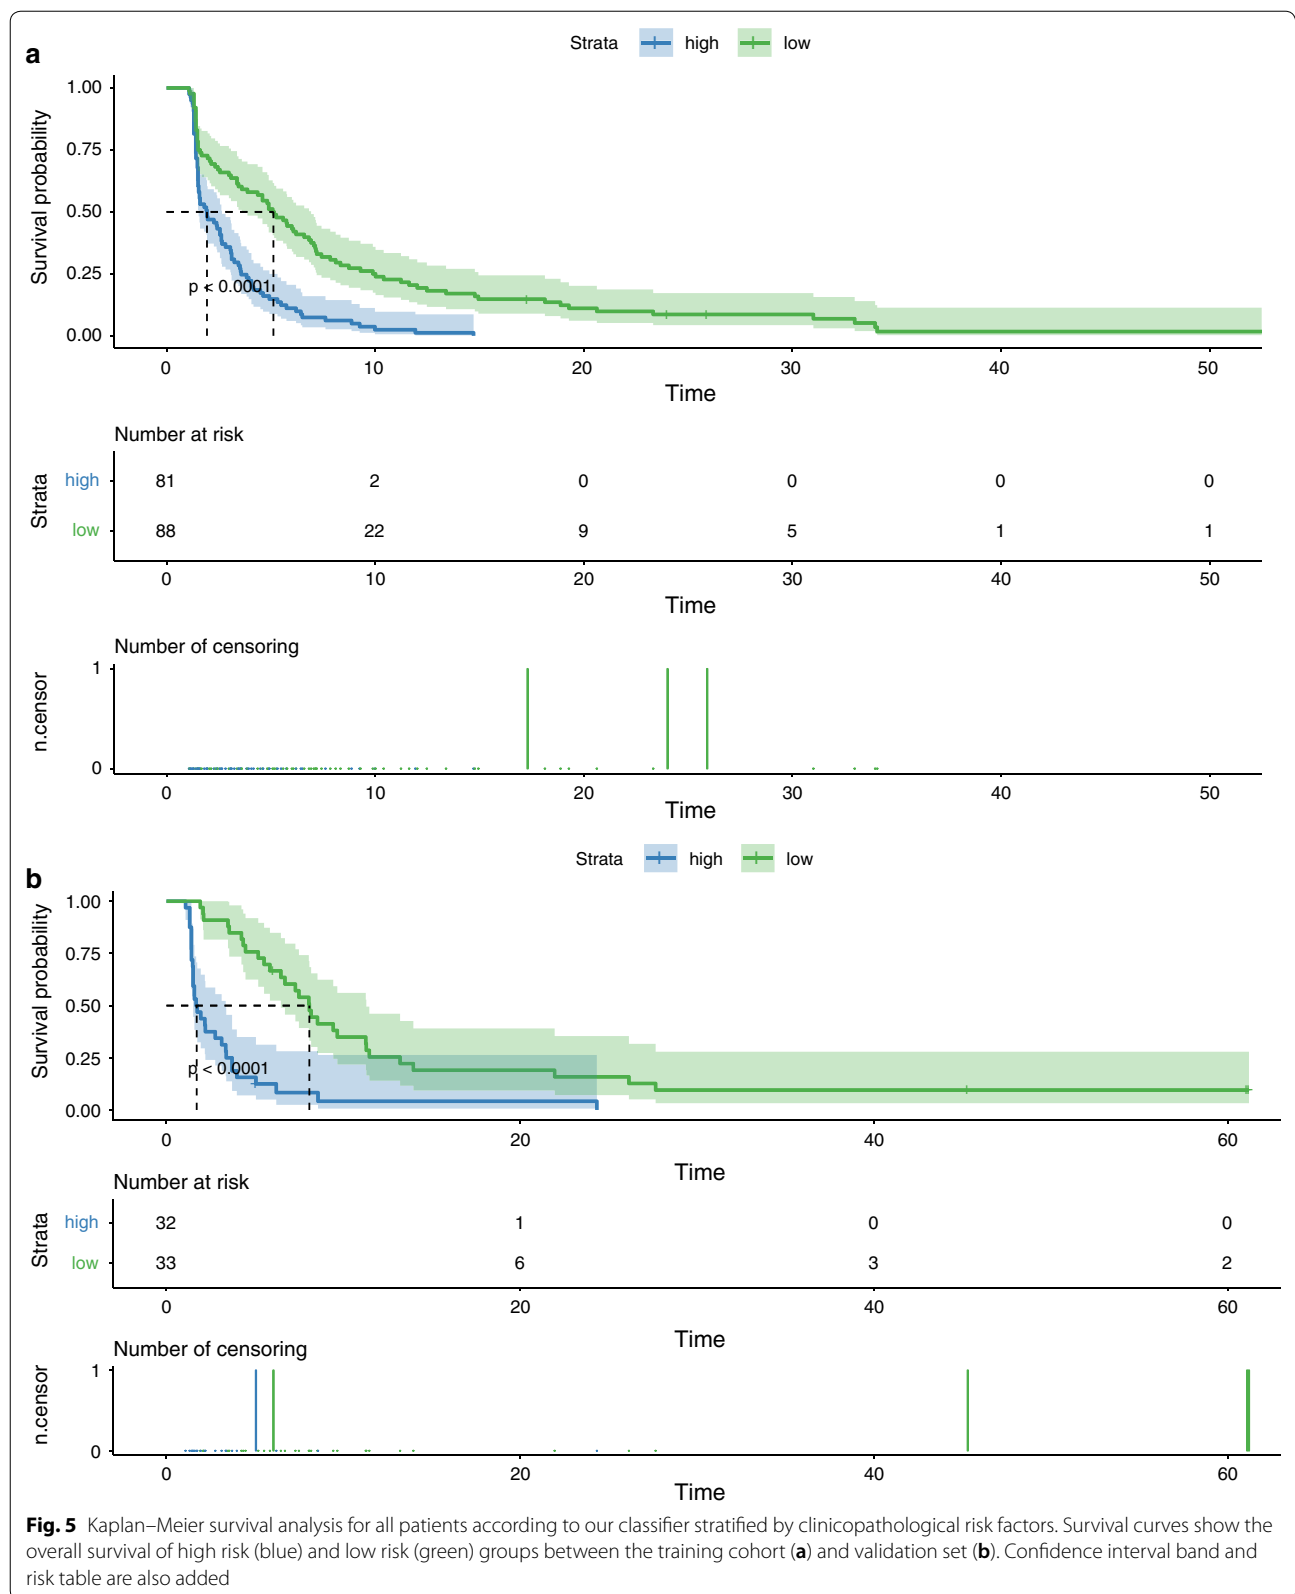 a
Strata high low
Survival probability
1.00
0.75
0.50
0.25
0.00
p < 0.0001
0 10 20 30 40 50
Time
Number at risk
Strata
high 81 2 0 0 0 0
low 88 22 9 5 1 1
0 10 20 30 40 50
Time
Number of censoring
n.censor
1
0
0 10 20 30 40 50
Time
b
Strata high low
Survival probability
1.00
0.75
0.50
0.25
0.00
p < 0.0001
0 20 40 60
Time
Number at risk
Strata
high 32 1 0 0
low 33 6 3 2
0 20 40 60
Time
Number of censoring
n.censor
1
0
0 20 40 60
Time
Fig. 5 Kaplan–Meier survival analysis for all patients according to our classifier stratified by clinicopathological risk factors. Survival curves show the
overall survival of high risk (blue) and low risk (green) groups between the training cohort (a) and validation set (b). Confidence interval band and
risk table are also added